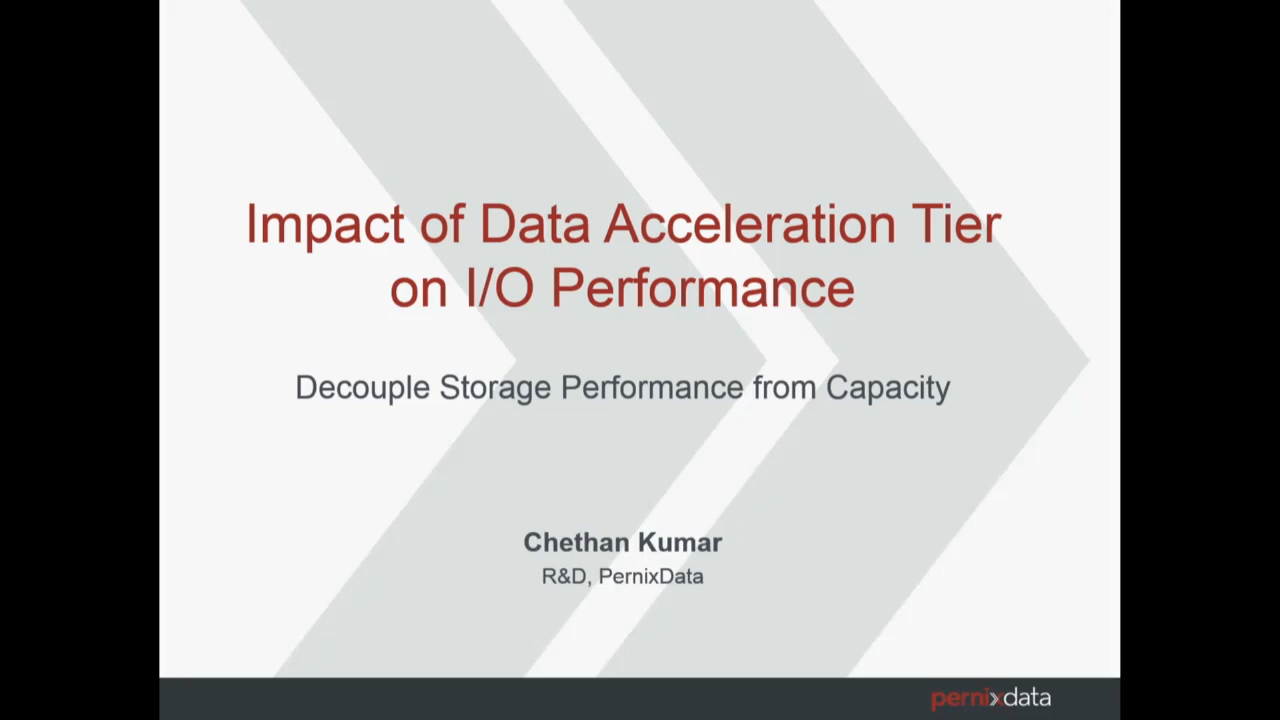 Impact of Data Acceleration Tier
on I/O Performance
Decouple Storage Performance from Capacity
Chethan Kumar
R&D, PernixData
pernixdata